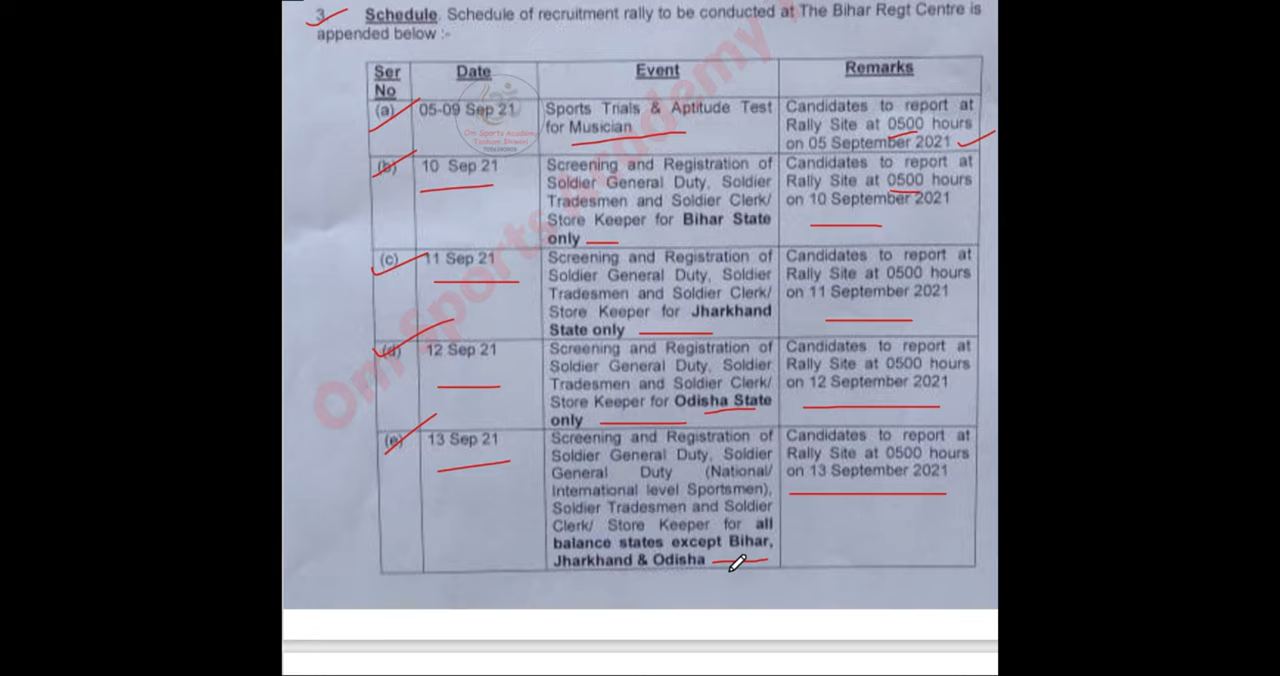 3 Schedule. Schedule of recruitment rally to be conducted at The Bihar Regt Centre is
appended below :-
Ser
No
Date
Event
Remarks
(a)
05-09 Sep 21
Sports Trials & Aptitude Test
for Musician
Candidates to report at
Rally Site at 0500 hours
on 05 September 2021
(b)
10 Sep 21
Screening and Registration of
Soldier General Duty, Soldier
Tradesmen and Soldier Clerk/
Store Keeper for Bihar State
only
Candidates to report at
Rally Site at 0500 hours
on 10 September 2021
(c)
11 Sep 21
Screening and Registration of
Soldier General Duty, Soldier
Tradesmen and Soldier Clerk/
Store Keeper for Jharkhand
State only
Candidates to report at
Rally Site at 0500 hours
on 11 September 2021
(d)
12 Sep 21
Screening and Registration of
Soldier General Duty, Soldier
Tradesmen and Soldier Clerk/
Store Keeper for Odisha State
only
Candidates to report at
Rally Site at 0500 hours
on 12 September 2021
(e)
13 Sep 21
Screening and Registration of
Soldier General Duty, Soldier
General Duty (National/
International level Sportsmen),
Soldier Tradesmen and Soldier
Clerk/ Store Keeper for all
balance states except Bihar,
Jharkhand & Odisha
Candidates to report at
Rally Site at 0500 hours
on 13 September 2021
Om Sports Academy
Om Sports Academy